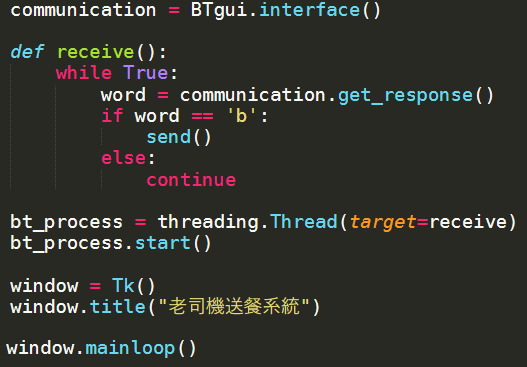 communication = BTgui.interface()
def receive():
while True:
word = communication.get_response()
if word == 'b':
send()
else:
continue
bt_process = threading.Thread(target=receive)
bt_process.start()
window = Tk()
window.title("老司機送餐系統")
window.mainloop()